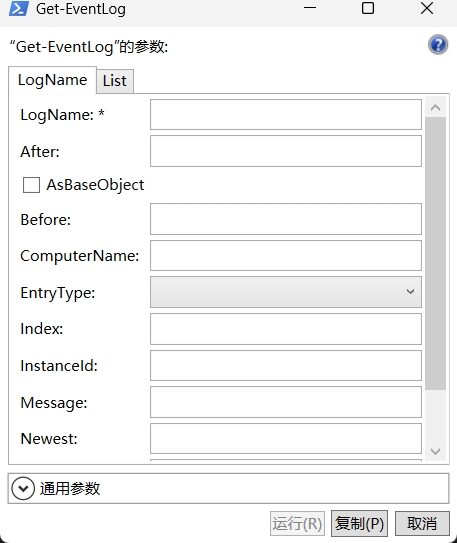 Get-EventLog
“Get-EventLog”的参数:
LogName List
LogName: *
After:
AsBaseObject
Before:
ComputerName:
EntryType:
Index:
InstanceId:
Message:
Newest:
通用参数
运行(R) 复制(P) 取消